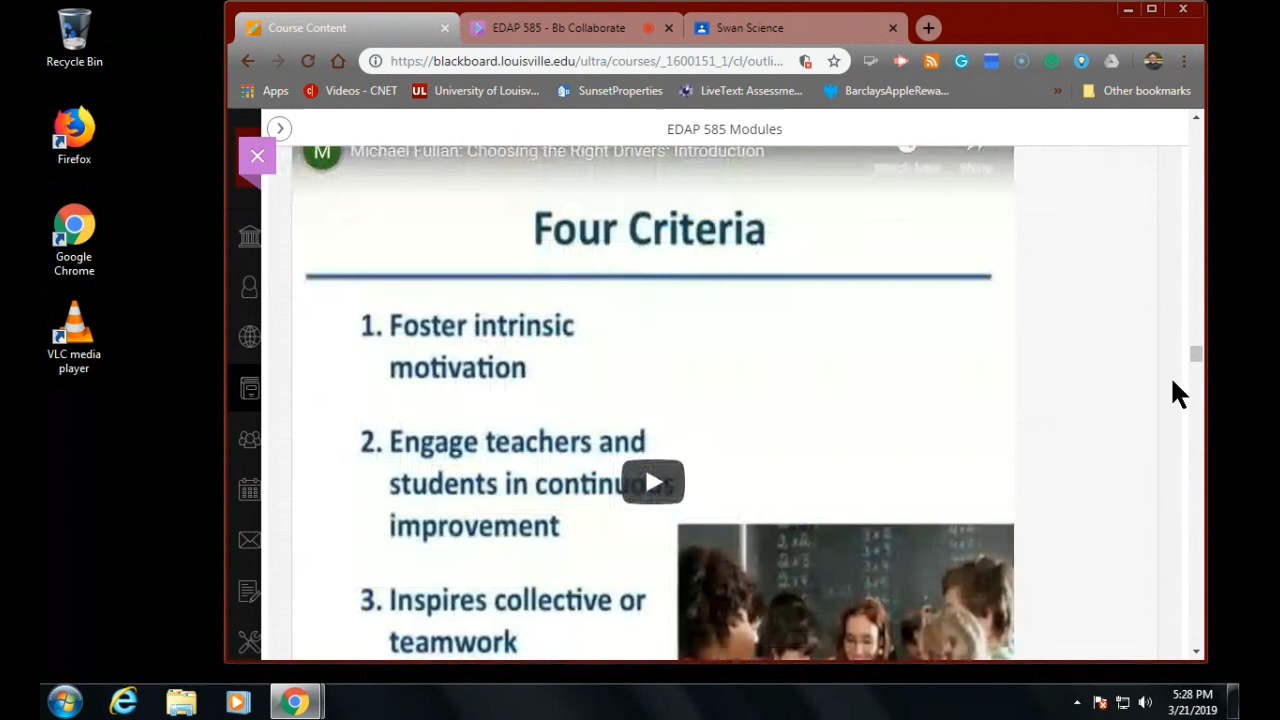 Recycle Bin
Firefox
Google
Chrome
VLC media
player
Course Content
EDAP 585 - Bb Collaborate
Swan Science
https://blackboard.louisville.edu/ultra/courses/_1600151_1/cl/outli...
Apps
Videos - CNET
UL
University of Louisv...
SunsetProperties
LiveText: Assessme...
BarclaysAppleRewa...
»
Other bookmarks
EDAP 585 Modules
M
Michael Fullan: Choosing the Right Drivers: Introduction
Four Criteria
1. Foster intrinsic
motivation
2. Engage teachers and
students in continuous
improvement
3. Inspires collective or
teamwork
5:28 PM
3/21/2019